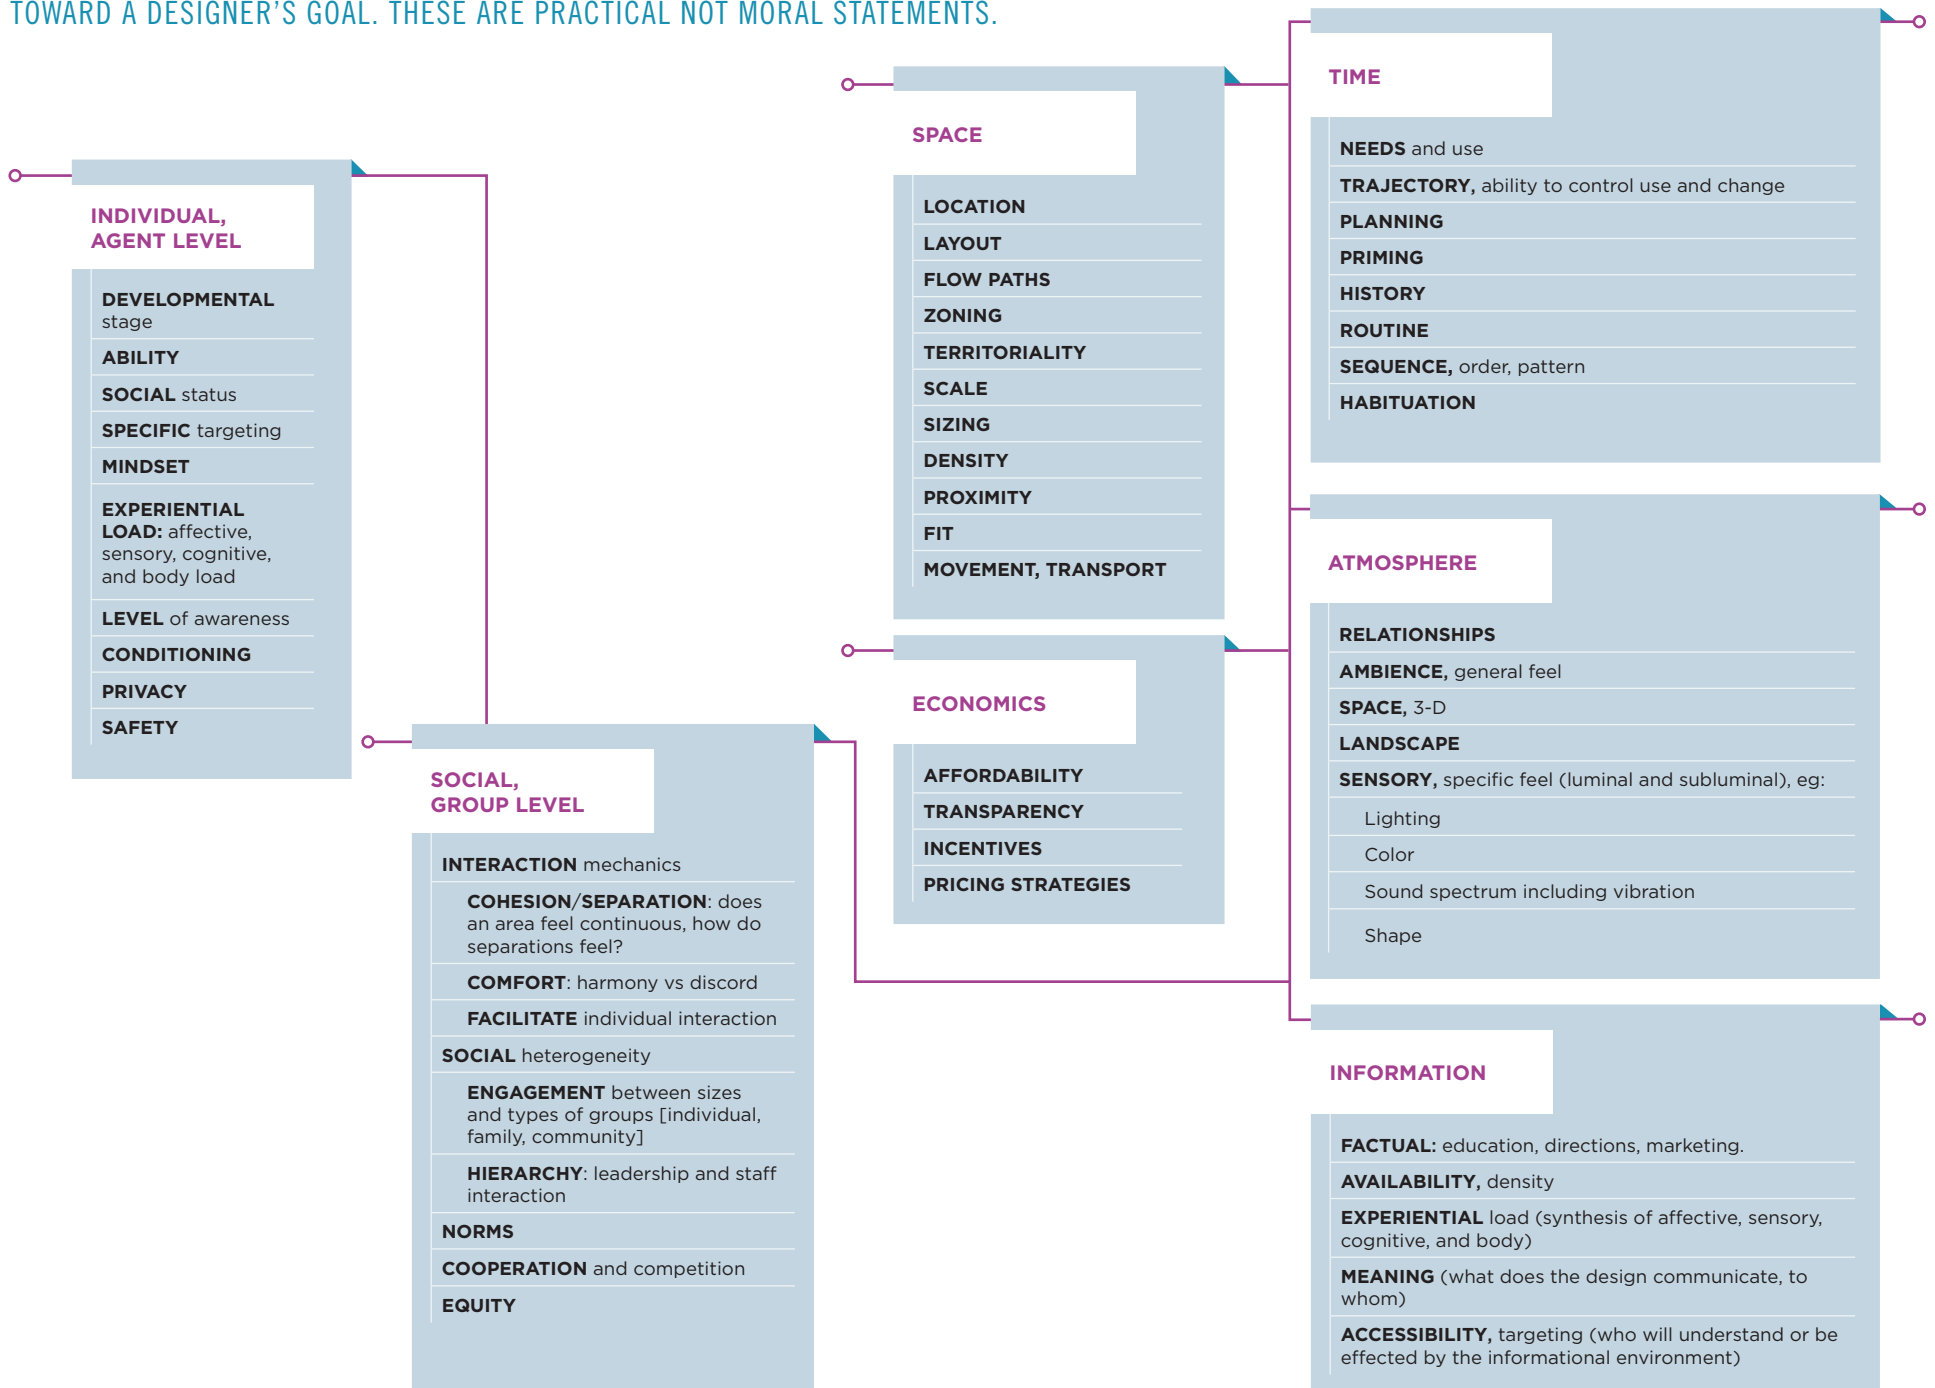 TOWARD A DESIGNER'S GOAL. THESE ARE PRACTICAL NOT MORAL STATEMENTS.
INDIVIDUAL,
AGENT LEVEL
DEVELOPMENTAL
stage
ABILITY
SOCIAL status
SPECIFIC targeting
MINDSET
EXPERIENTIAL
LOAD: affective,
sensory, cognitive,
and body load
LEVEL of awareness
CONDITIONING
PRIVACY
SAFETY
SOCIAL,
GROUP LEVEL
INTERACTION mechanics
COHESION/SEPARATION: does
an area feel continuous, how do
separations feel?
COMFORT: harmony vs discord
FACILITATE individual interaction
SOCIAL heterogeneity
ENGAGEMENT between sizes
and types of groups [individual,
family, community]
HIERARCHY: leadership and staff
interaction
NORMS
COOPERATION and competition
EQUITY
SPACE
LOCATION
LAYOUT
FLOW PATHS
ZONING
TERRITORIALITY
SCALE
SIZING
DENSITY
PROXIMITY
FIT
MOVEMENT, TRANSPORT
ECONOMICS
AFFORDABILITY
TRANSPARENCY
INCENTIVES
PRICING STRATEGIES
TIME
NEEDS and use
TRAJECTORY, ability to control use and change
PLANNING
PRIMING
HISTORY
ROUTINE
SEQUENCE, order, pattern
HABITUATION
ATMOSPHERE
RELATIONSHIPS
AMBIENCE, general feel
SPACE, 3-D
LANDSCAPE
SENSORY, specific feel (luminal and subluminal), eg:
Lighting
Color
Sound spectrum including vibration
Shape
INFORMATION
FACTUAL: education, directions, marketing.
AVAILABILITY, density
EXPERIENTIAL load (synthesis of affective, sensory,
cognitive, and body)
MEANING (what does the design communicate, to
whom)
ACCESSIBILITY, targeting (who will understand or be
effected by the informational environment)